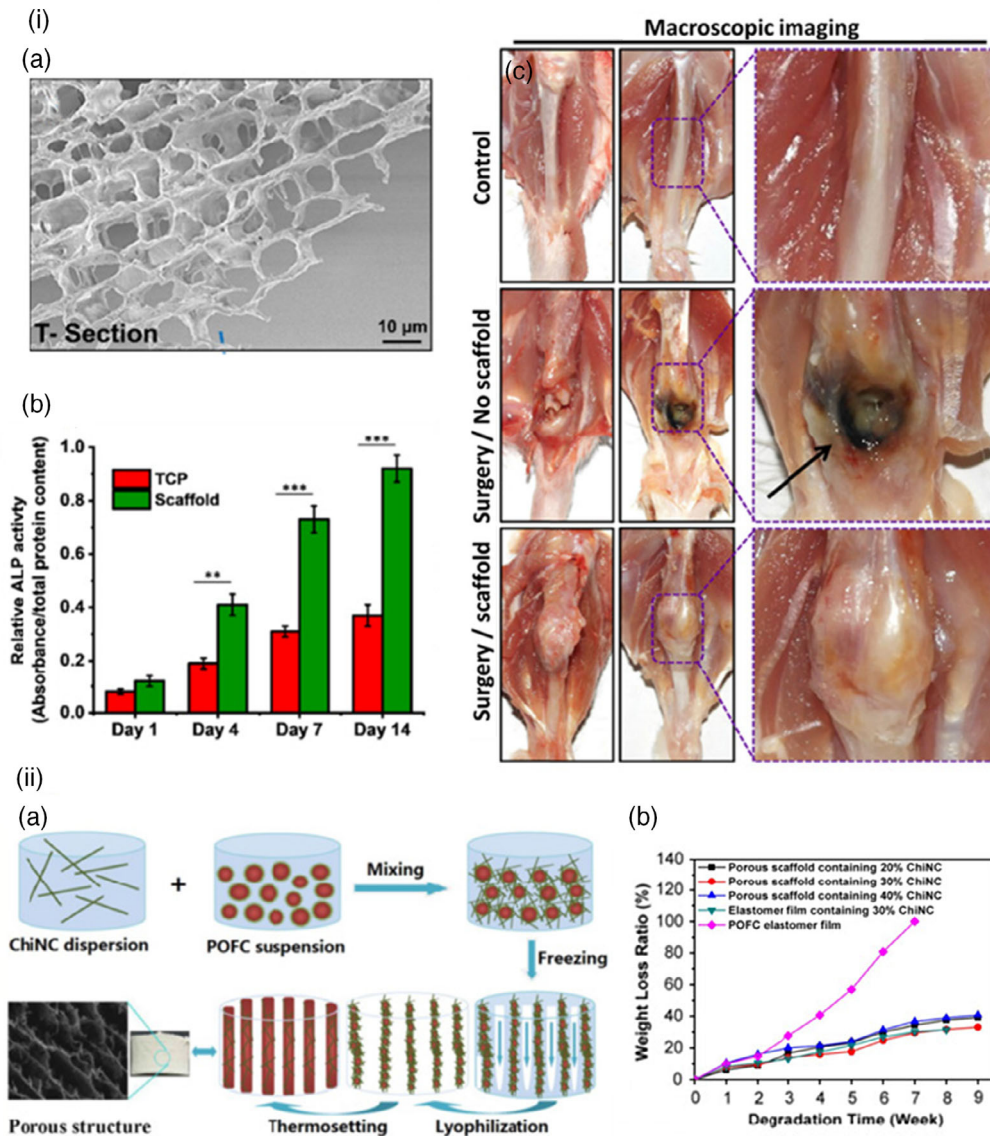 (i)
(a)
T- Section
10 µm
(b)
Relative ALP activty
(Absorbance/total protein content)
1.0
0.8
0.6
0.4
0.2
0.0
TCP
Scaffold
**
***
***
Day 1 Day 4 Day 7 Day 14
Macroscopic imaging
(c)
Control
Surgery / No scaffold
Surgery / scaffold
(ii)
(a)
ChiNC dispersion
+
POFC suspension
Mixing
Freezing
Lyophilization
Thermosetting
Porous structure
(b)
Weight Loss Ratio (%)
140
120
100
80
60
40
20
0
Porous scaffold containing 20% ChiNC
Porous scaffold containing 30% ChiNC
Porous scaffold containing 40% ChiNC
Elastomer film containing 30% ChiNC
POFC elastomer film
0 1 2 3 4 5 6 7 8 9
Degradation Time (Week)